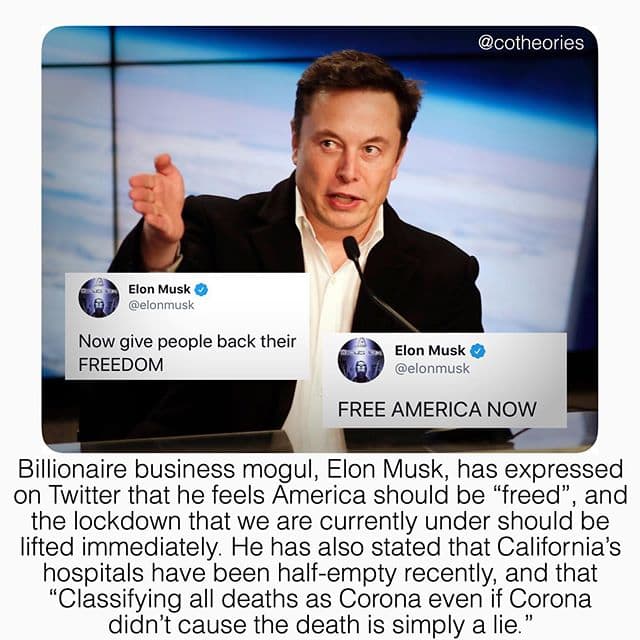 @cotheories
Elon Musk
@elonmusk
Now give people back their
FREEDOM
Elon Musk
@elonmusk
FREE AMERICA NOW
Billionaire business mogul, Elon Musk, has expressed
on Twitter that he feels America should be “freed”, and
the lockdown that we are currently under should be
lifted immediately. He has also stated that California’s
hospitals have been half-empty recently, and that
“Classifying all deaths as Corona even if Corona
didn’t cause the death is simply a lie.”